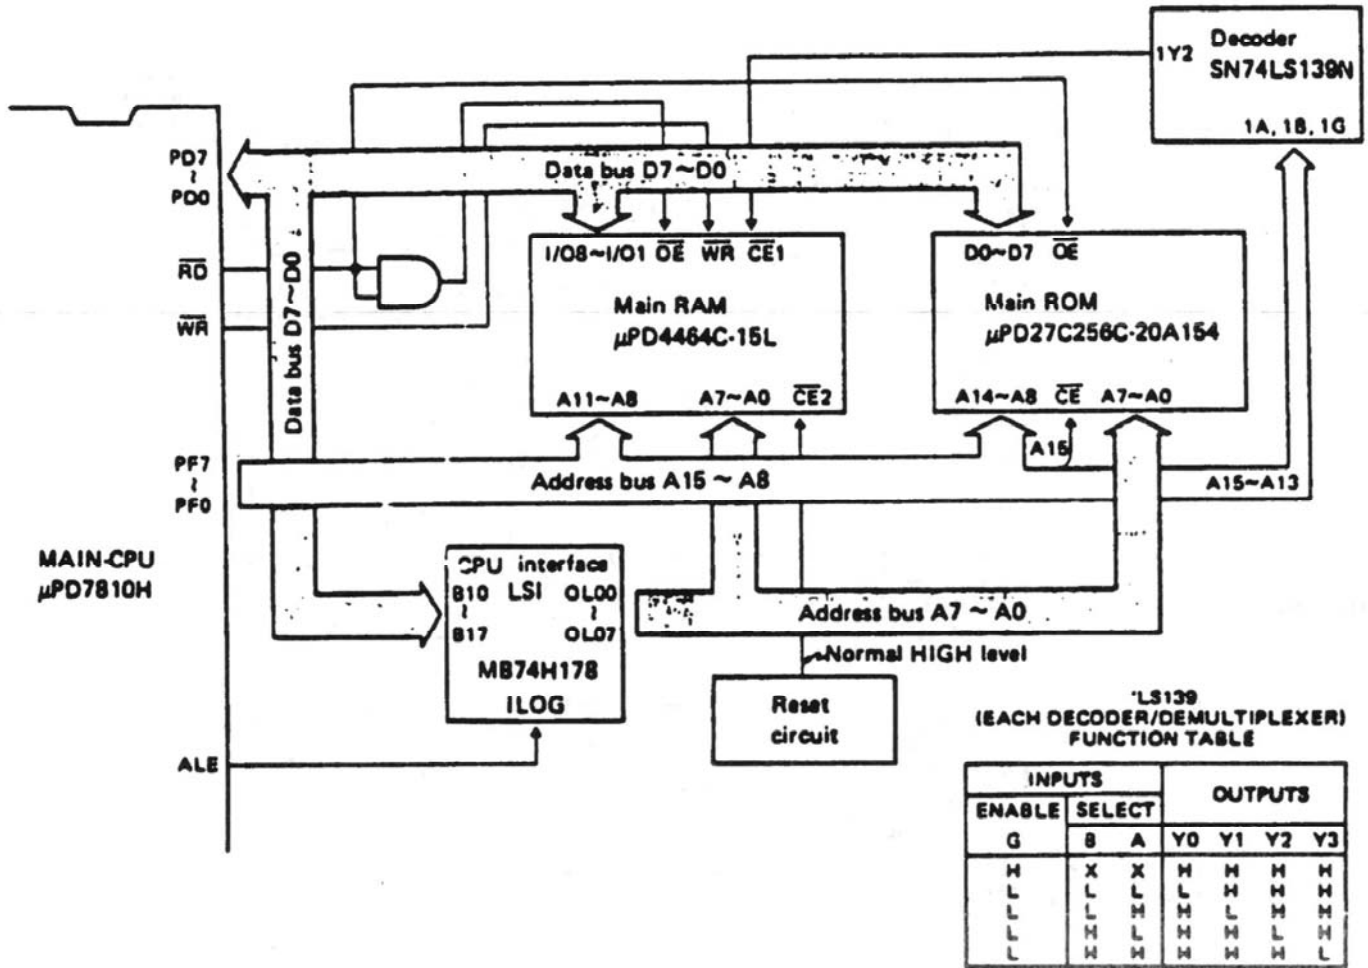 Decoder
SN74LS139N
1Y2
1A, 1B, 1G
PD7
~
PD0
Data bus D7~D0
RD
WR
Data bus D7~D0
I/O8~I/O1 OE WR CE1
Main RAM
μPD4464C-15L
A11~A8 A7~A0 CE2
D0~D7 OE
Main ROM
μPD27C256C-20A154
A14~A8 CE A7~A0
A15
PF7
~
PF0
Address bus A15 ~ A8
A15~A13
MAIN-CPU
μPD7810H
CPU interface
B10 LSI OL00
~ ~
B17 OL07
MB74H178
ILOG
Address bus A7 ~ A0
Normal HIGH level
Reset
circuit
ALE
'LS139
(EACH DECODER/DEMULTIPLEXER)
FUNCTION TABLE
INPUTS OUTPUTS
ENABLE SELECT
G B A Y0 Y1 Y2 Y3
H X X H H H H
L L L L H H H
L L H H L H H
L H L H H L H
L H H H H H L